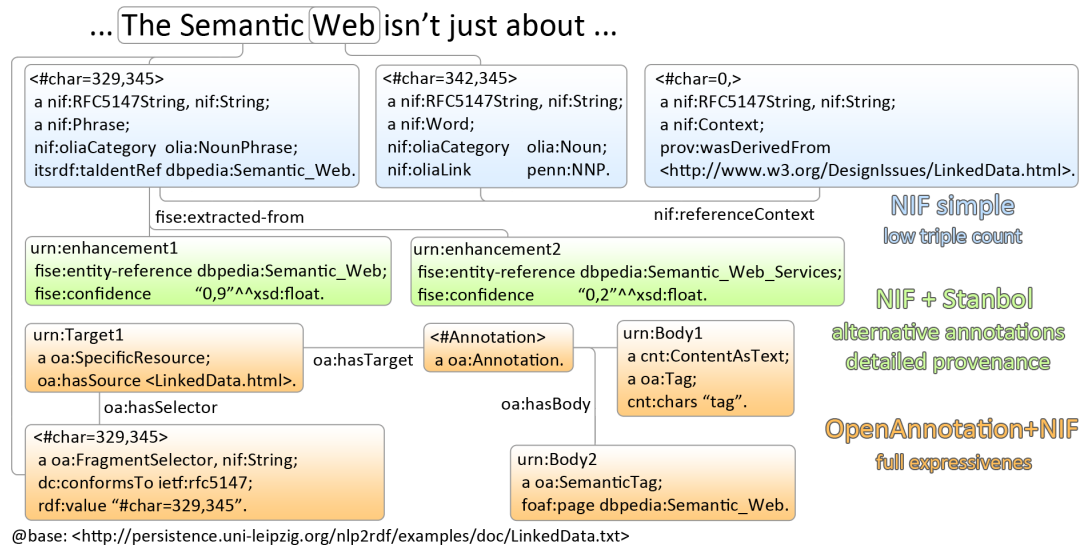 ... The Semantic Web isn't just about ...
<#char=329,345>
a nif:RFC5147String, nif:String;
a nif:Phrase;
nif:oliaCategory olia:NounPhrase;
itsrdf:taIdentRef dbpedia:Semantic_Web.
<#char=342,345>
a nif:RFC5147String, nif:String;
a nif:Word;
nif:oliaCategory olia:Noun;
nif:oliaLink penn:NNP.
<#char=0,>
a nif:RFC5147String, nif:String;
a nif:Context;
prov:wasDerivedFrom
<http://www.w3.org/DesignIssues/LinkedData.html>.
fise:extracted-from
nif:referenceContext
NIF simple
low triple count
urn:enhancement1
fise:entity-reference dbpedia:Semantic_Web;
fise:confidence “0,9”^^xsd:float.
urn:enhancement2
fise:entity-reference dbpedia:Semantic_Web_Services;
fise:confidence “0,2”^^xsd:float.
NIF + Stanbol
alternative annotations
detailed provenance
urn:Target1
a oa:SpecificResource;
oa:hasSource <LinkedData.html>.
oa:hasTarget
<#Annotation>
a oa:Annotation.
urn:Body1
a cnt:ContentAsText;
a oa:Tag;
cnt:chars “tag”.
oa:hasSelector
oa:hasBody
<#char=329,345>
a oa:FragmentSelector, nif:String;
dc:conformsTo ietf:rfc5147;
rdf:value “#char=329,345”.
urn:Body2
a oa:SemanticTag;
foaf:page dbpedia:Semantic_Web.
OpenAnnotation+NIF
full expressivenes
@base: <http://persistence.uni-leipzig.org/nlp2rdf/examples/doc/LinkedData.txt>